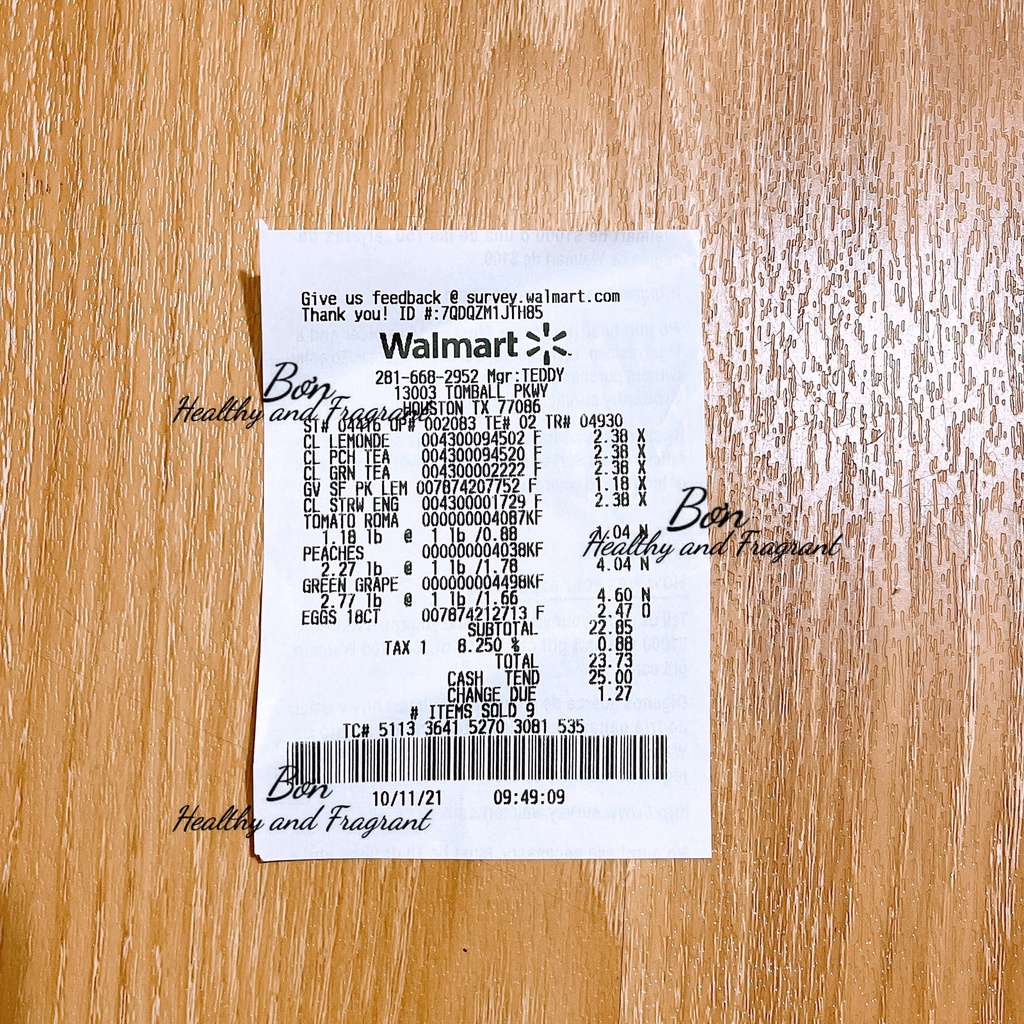 Give us feedback @ survey.walmart.com
Thank you! ID #:7QDQZM1JTH85
Walmart
281-668-2952 Mgr:TEDDY
13003 TOMBALL PKWY
HOUSTON TX 77086
ST# 04416 OP# 002083 TE# 02 TR# 04930
CL LEMONDE 004300094502 F 2.38 X
CL PCH TEA 004300094520 F 2.38 X
CL GRN TEA 004300002222 F 2.38 X
GV SF PK LEM 007874207752 F 1.18 X
CL STRW ENG 004300001729 F 2.38 X
TOMATO ROMA 000000004087KF
1.18 lb @ 1 lb /0.88 1.04 N
PEACHES 000000004038KF
2.27 lb @ 1 lb /1.78 4.04 N
GREEN GRAPE 000000004498KF
2.77 lb @ 1 lb /1.66 4.60 N
EGGS 18CT 007874212713 F 2.47 O
SUBTOTAL 22.85
TAX 1 8.250 % 0.88
TOTAL 23.73
CASH TEND 25.00
CHANGE DUE 1.27
# ITEMS SOLD 9
TC# 5113 3641 5270 3081 535
10/11/21 09:49:09
Bơn
Healthy and Fragrant
Bơn
Healthy and Fragrant
Bơn
Healthy and Fragrant